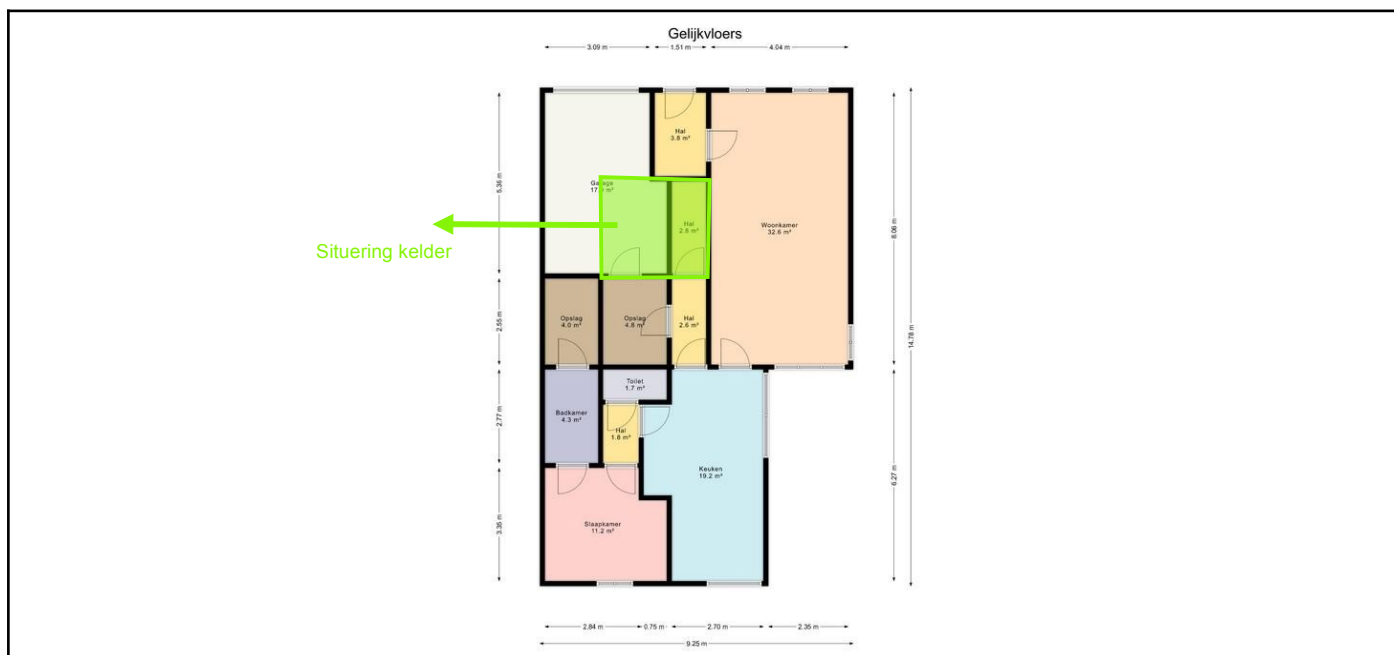 Gelijkvloers
3.09 m
1.51 m
4.04 m
Hal
3.8 m²
5.36 m
Garage
Hal
2.8 m²
Woonkamer
32.6 m²
8.06 m
Situering kelder
14.78 m
2.55 m
Opslag
4.0 m²
Opslag
4.8 m²
Hal
2.6 m²
Toilet
1.7 m²
2.77 m
Badkamer
4.3 m²
Hal
1.8 m²
Keuken
19.2 m²
6.27 m
3.35 m
Slaapkamer
11.2 m²
2.84 m
0.75 m
2.70 m
2.35 m
9.25 m